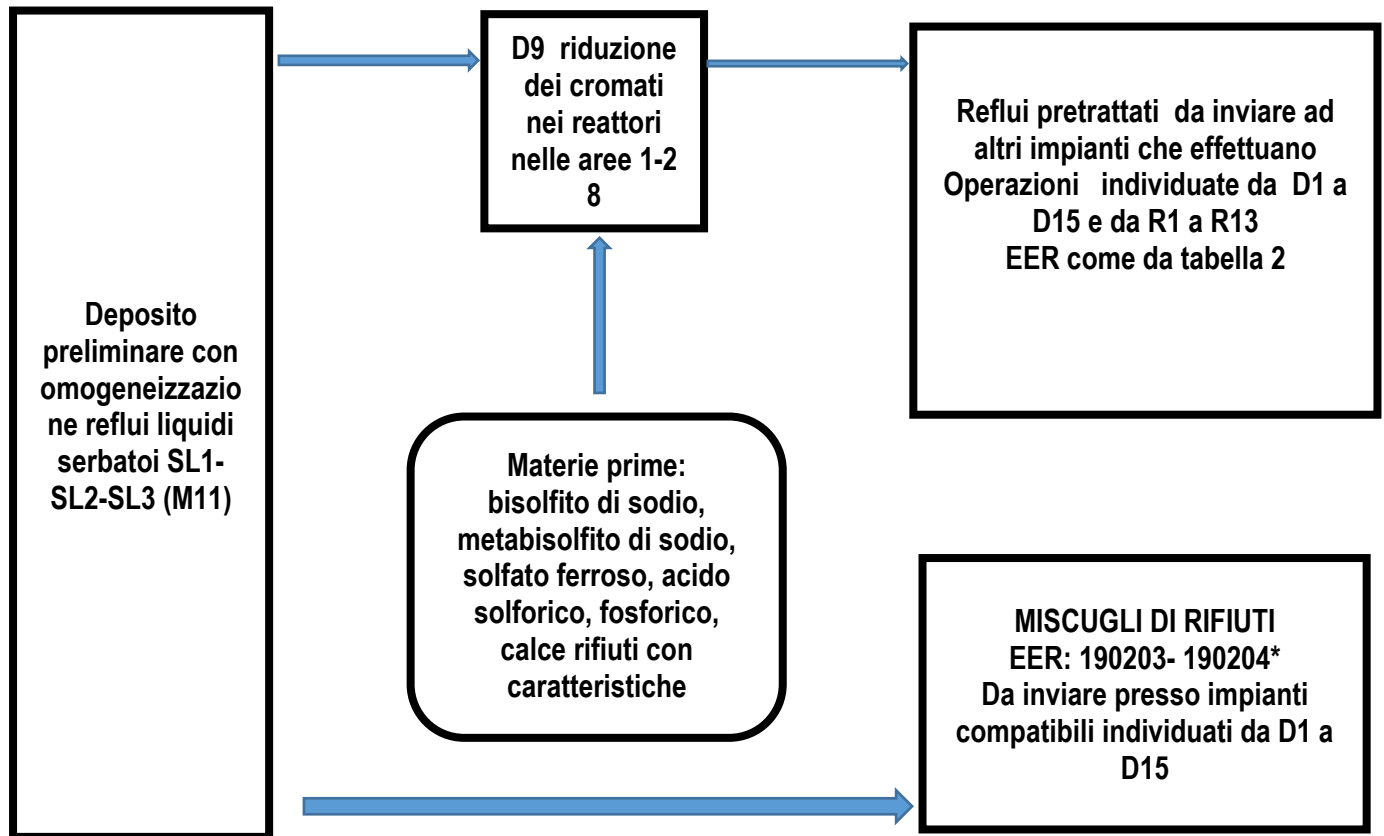 Deposito
preliminare con
omogeneizzazio
ne reflui liquidi
serbatoi SL1-
SL2-SL3 (M11)
D9 riduzione
dei cromati
nei reattori
nelle aree 1-2
8
Reflui pretrattati da inviare ad
altri impianti che effettuano
Operazioni individuate da D1 a
D15 e da R1 a R13
EER come da tabella 2
Materie prime:
bisolfito di sodio,
metabisolfito di sodio,
solfato ferroso, acido
solforico, fosforico,
calce rifiuti con
caratteristiche
MISCUGLI DI RIFIUTI
EER: 190203- 190204*
Da inviare presso impianti
compatibili individuati da D1 a
D15